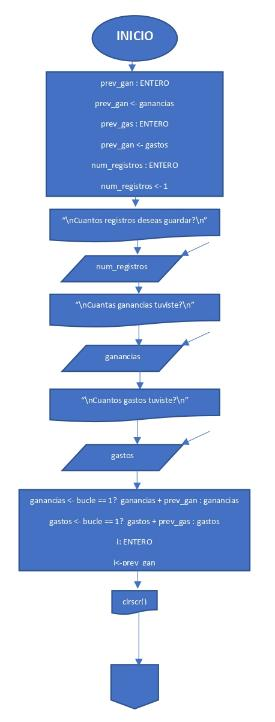 INICIO
prev_gan : ENTERO
prev_gan <- ganancias
prev_gas : ENTERO
prev_gan <- gastos
num_registros : ENTERO
num_registros <- 1
"\nCuantos registros deseas guardar?\n"
num_registros
"\nCuantas ganancias tuviste?\n"
ganancias
"\nCuantos gastos tuviste?\n"
gastos
ganancias <- bucle == 1? ganancias + prev_gan : ganancias
gastos <- bucle == 1? gastos + prev_gas : gastos
i: ENTERO
i<-prev_gan
clrscr()